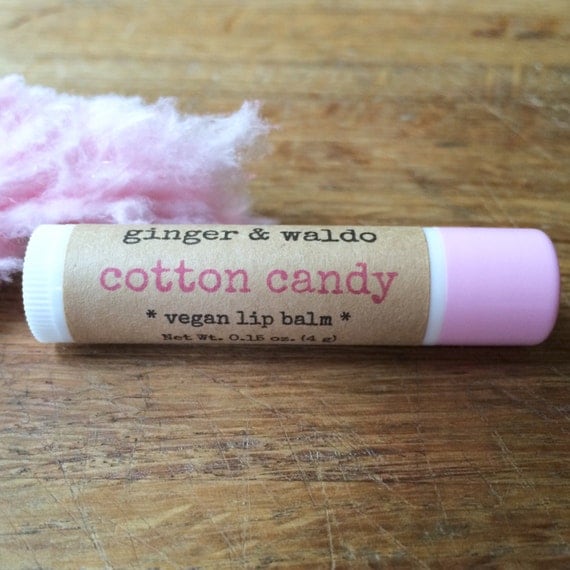 ginger & waldo
cotton candy
* vegan lip balm *
Net Wt. 0.15 oz. (4 g)